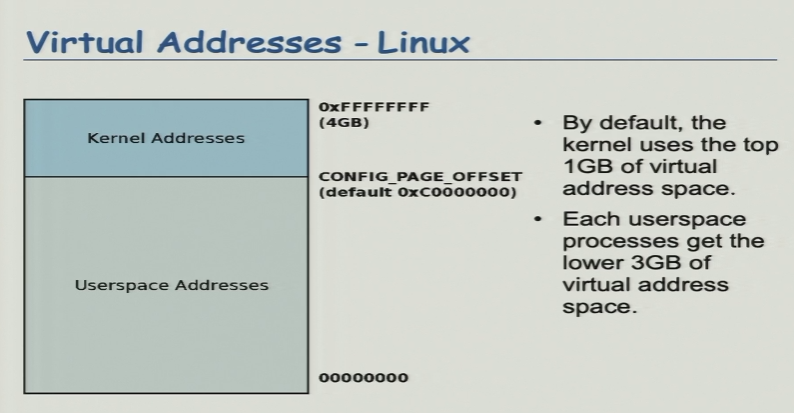 Virtual Addresses - Linux
Kernel Addresses
Userspace Addresses
0xFFFFFFFF
(4GB)
CONFIG_PAGE_OFFSET
(default 0xC0000000)
00000000
• By default, the
kernel uses the top
1GB of virtual
address space.
• Each userspace
processes get the
lower 3GB of
virtual address
space.